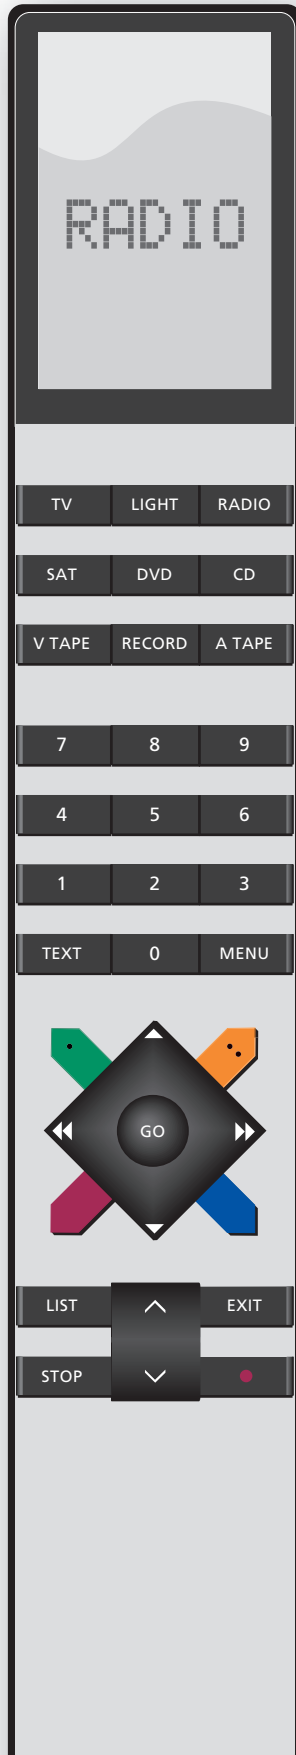 RADIO
TV LIGHT RADIO
SAT DVD CD
V TAPE RECORD A TAPE
7 8 9
4 5 6
1 2 3
TEXT 0 MENU
GO
LIST EXIT
STOP